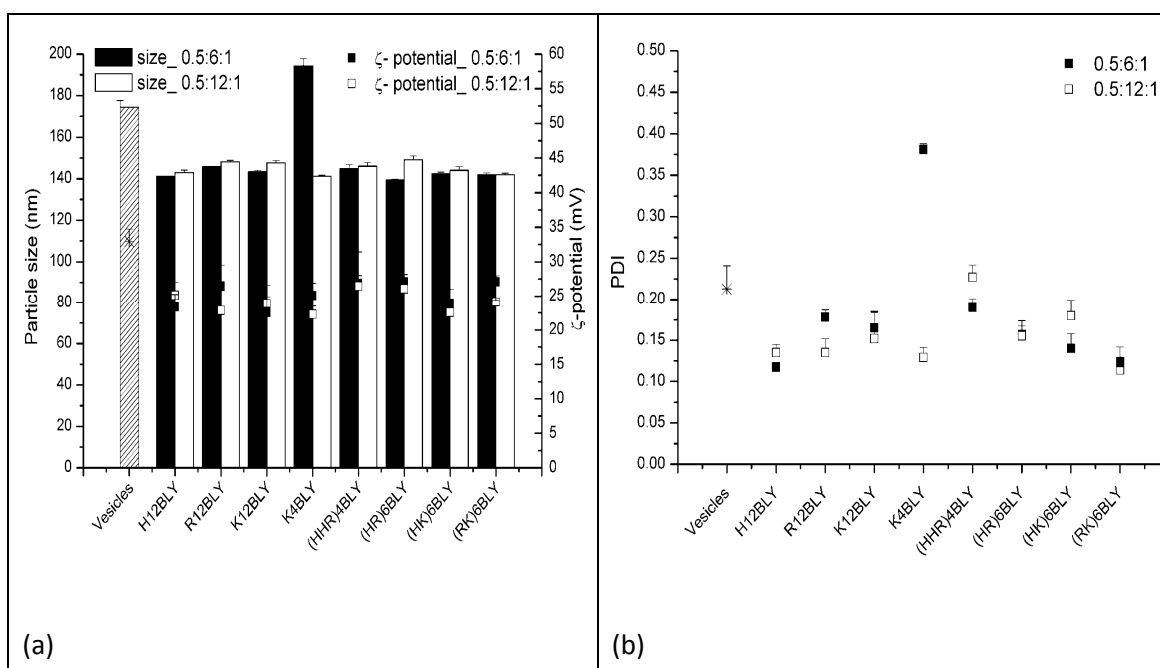 size_ 0.5:6:1
size_ 0.5:12:1
ζ- potential_ 0.5:6:1
ζ- potential_ 0.5:12:1
Particle size (nm)
200
180
160
140
120
100
80
60
40
20
0
60
55
50
45
40
35
30
25
20
15
10
5
0
ζ-potential (mV)
Vesicles
H12BLY
R12BLY
K12BLY
K4BLY
(HHR)4BLY
(HR)6BLY
(HK)6BLY
(RK)6BLY
(a)
0.5:6:1
0.5:12:1
PDI
0.50
0.45
0.40
0.35
0.30
0.25
0.20
0.15
0.10
0.05
0.00
Vesicles
H12BLY
R12BLY
K12BLY
K4BLY
(HHR)4BLY
(HR)6BLY
(HK)6BLY
(RK)6BLY
(b)